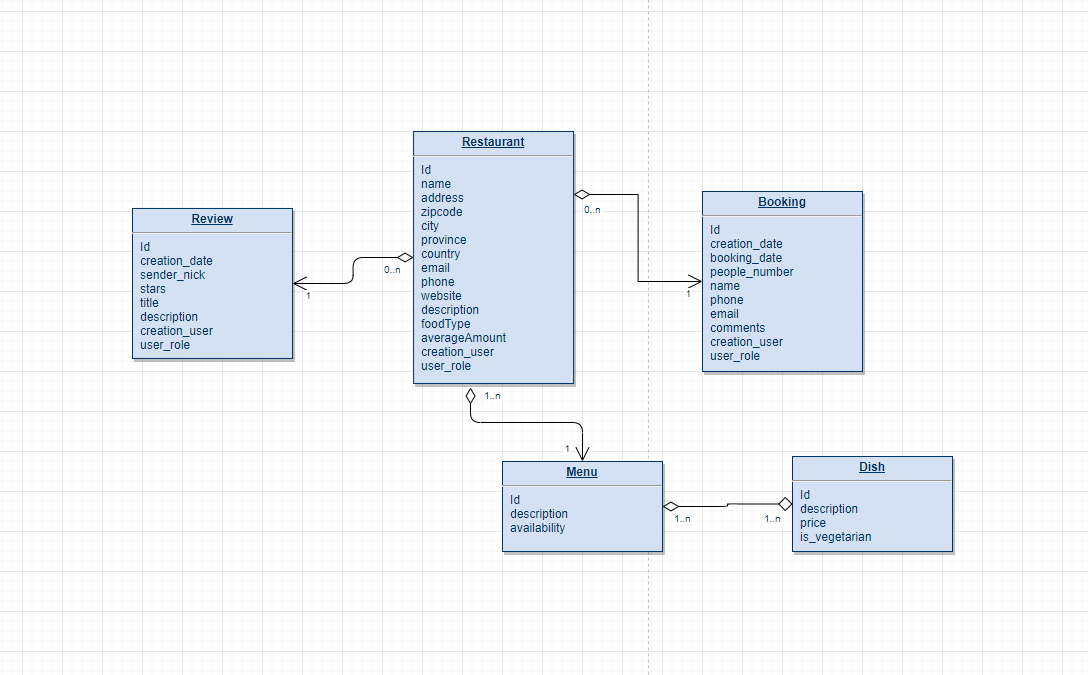 Restaurant
Id
name
address
zipcode
city
province
country
email
phone
website
description
foodType
averageAmount
creation_user
user_role
0..n
1..n
0..n
Review
Id
creation_date
sender_nick
stars
title
description
creation_user
user_role
1
Booking
Id
creation_date
booking_date
people_number
name
phone
email
comments
creation_user
user_role
1
Menu
Id
description
availability
1
1..n
Dish
Id
description
price
is_vegetarian
1..n